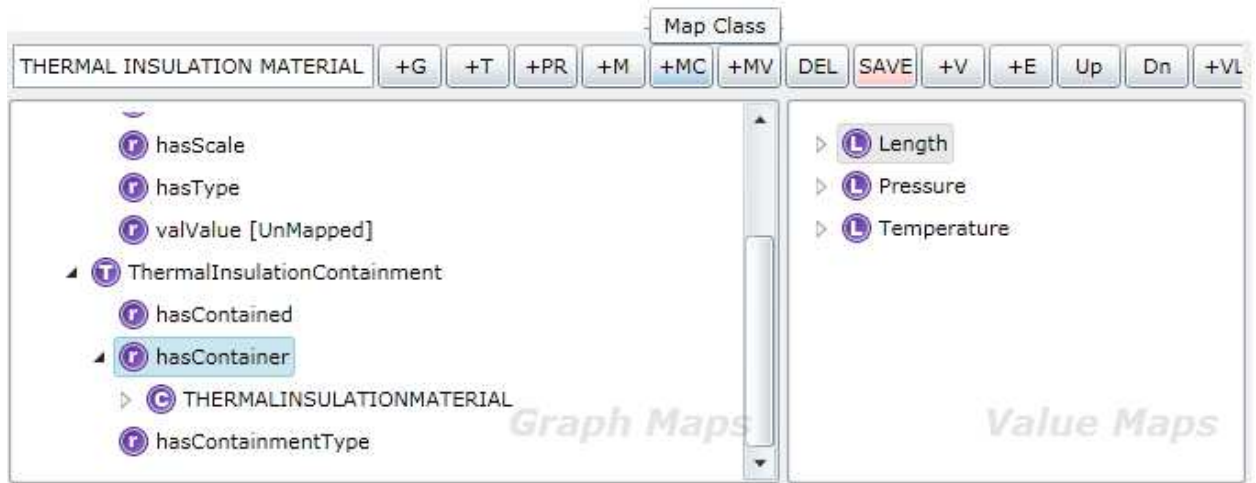 Map Class
THERMAL INSULATION MATERIAL +G +T +PR +M +MC +MV DEL SAVE +V +E Up Dn +VL
r hasScale
r hasType
r valValue [UnMapped]
T ThermalInsulationContainment
r hasContained
r hasContainer
C THERMALINSULATIONMATERIAL
r hasContainmentType
Graph Maps
L Length
L Pressure
L Temperature
Value Maps